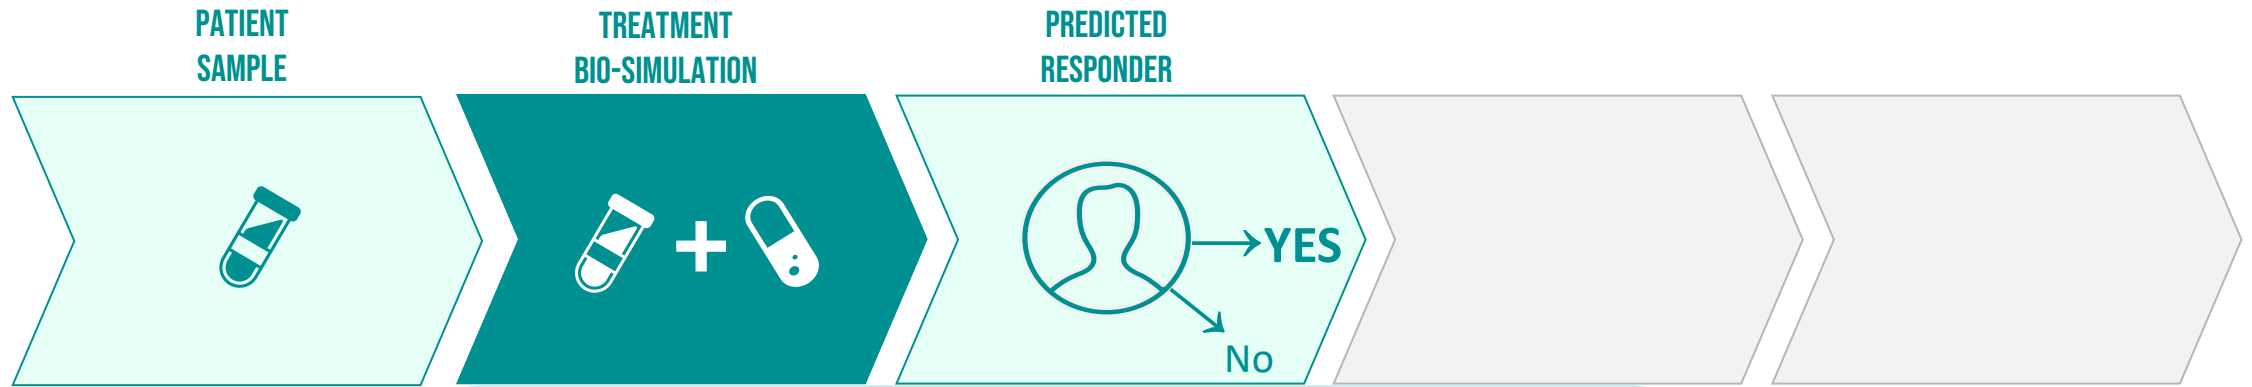 PATIENT
SAMPLE
TREATMENT
BIO-SIMULATION
PREDICTED
RESPONDER
YES
No